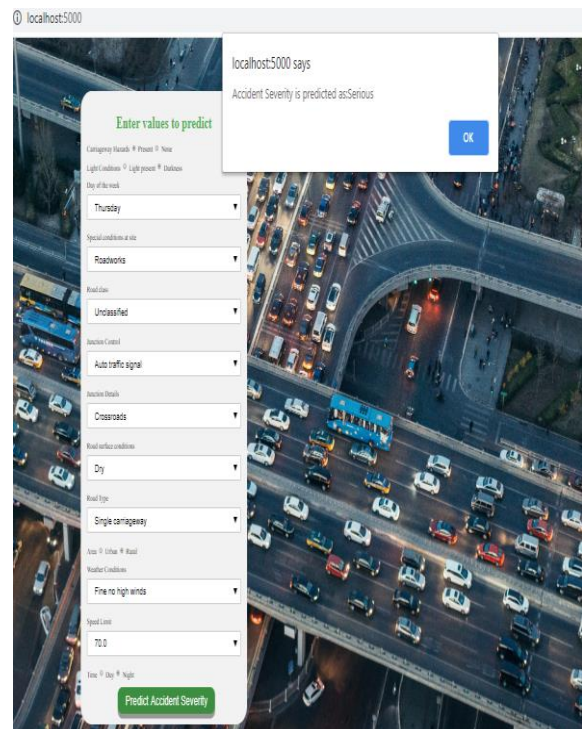 localhost:5000
localhost:5000 says
Accident Severity is predicted as:Serious
OK
Enter values to predict
Carriageway Hazards Present None
Light Conditions Light present Darkness
Day of the week
Thursday
Special conditions at site
Roadworks
Road class
Unclassified
Junction Control
Auto traffic signal
Junction Details
Crossroads
Road surface conditions
Dry
Road Type
Single carriageway
Area Urban Rural
Weather Conditions
Fine no high winds
Speed Limit
70.0
Time Day Night
Predict Accident Severity